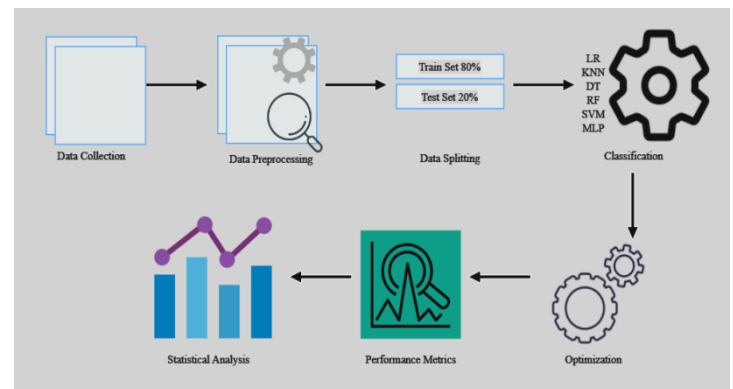 Train Set 80%
Test Set 20%
LR
KNN
DT
RF
SVM
MLP
Data Collection
Data Preprocessing
Data Splitting
Classification
Statistical Analysis
Performance Metrics
Optimization